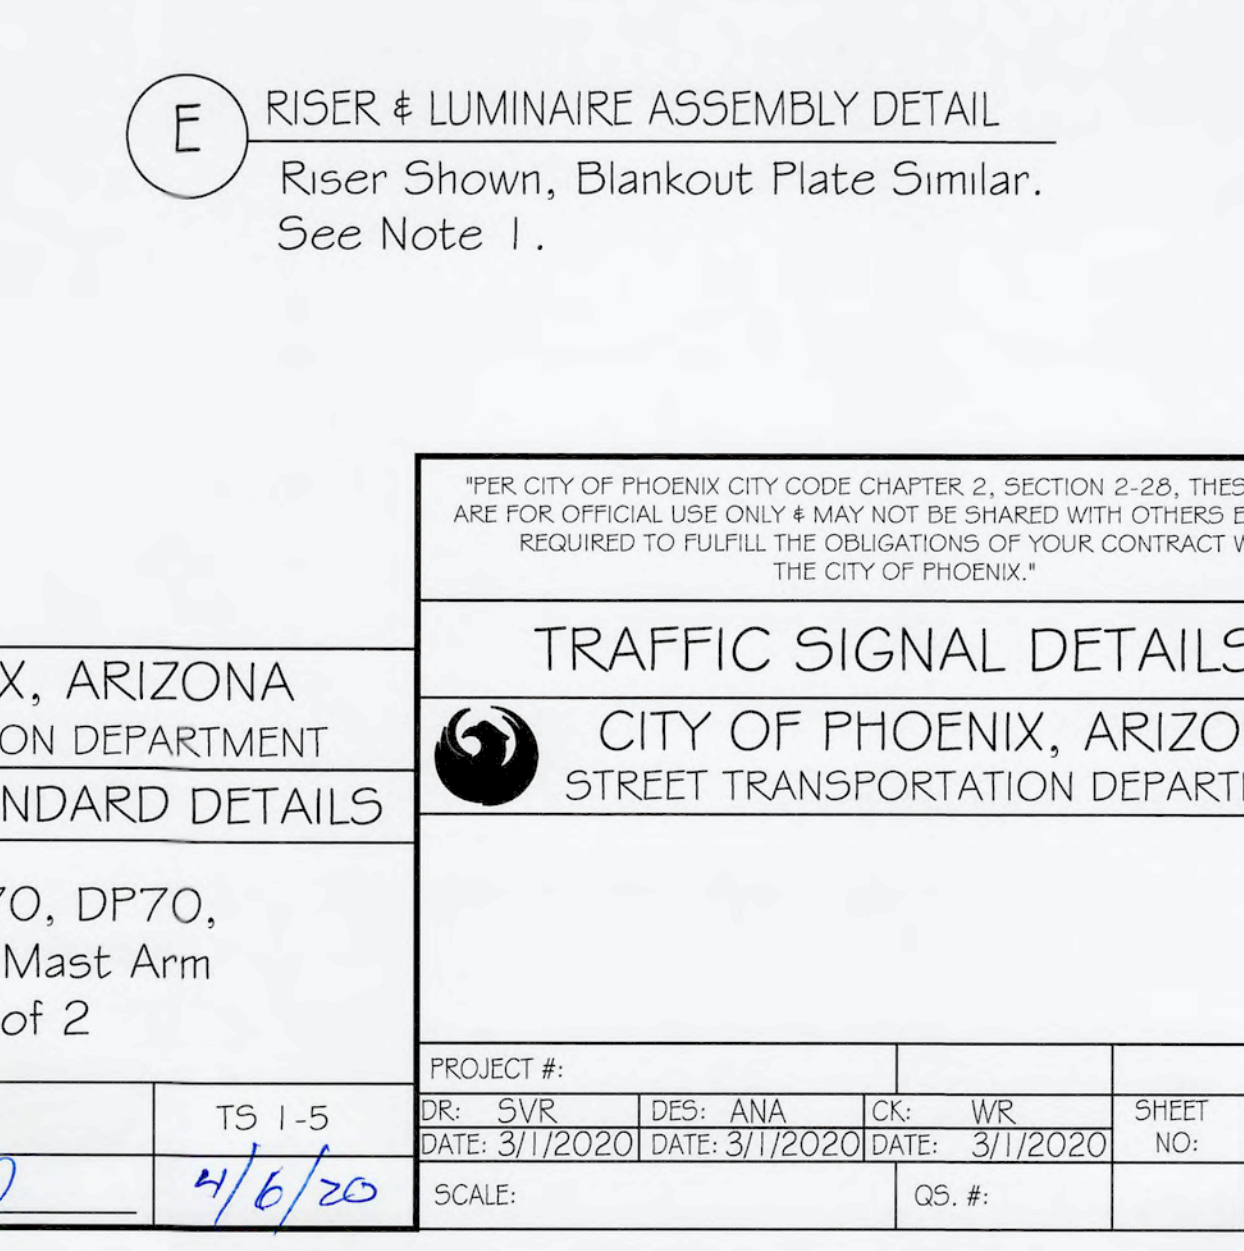 E
RISER & LUMINAIRE ASSEMBLY DETAIL
Riser Shown, Blankout Plate Similar.
See Note 1.
"PER CITY OF PHOENIX CITY CODE CHAPTER 2, SECTION 2-28, THES
ARE FOR OFFICIAL USE ONLY & MAY NOT BE SHARED WITH OTHERS E
REQUIRED TO FULFILL THE OBLIGATIONS OF YOUR CONTRACT W
THE CITY OF PHOENIX."
TRAFFIC SIGNAL DETAILS
CITY OF PHOENIX, ARIZO
STREET TRANSPORTATION DEPARTM
X, ARIZONA
ON DEPARTMENT
NDARD DETAILS
70, DP70,
Mast Arm
of 2
TS 1-5
4/6/20
PROJECT #:
DR: SVR DES: ANA CK: WR SHEET
DATE: 3/1/2020 DATE: 3/1/2020 DATE: 3/1/2020 NO:
SCALE: QS. #: